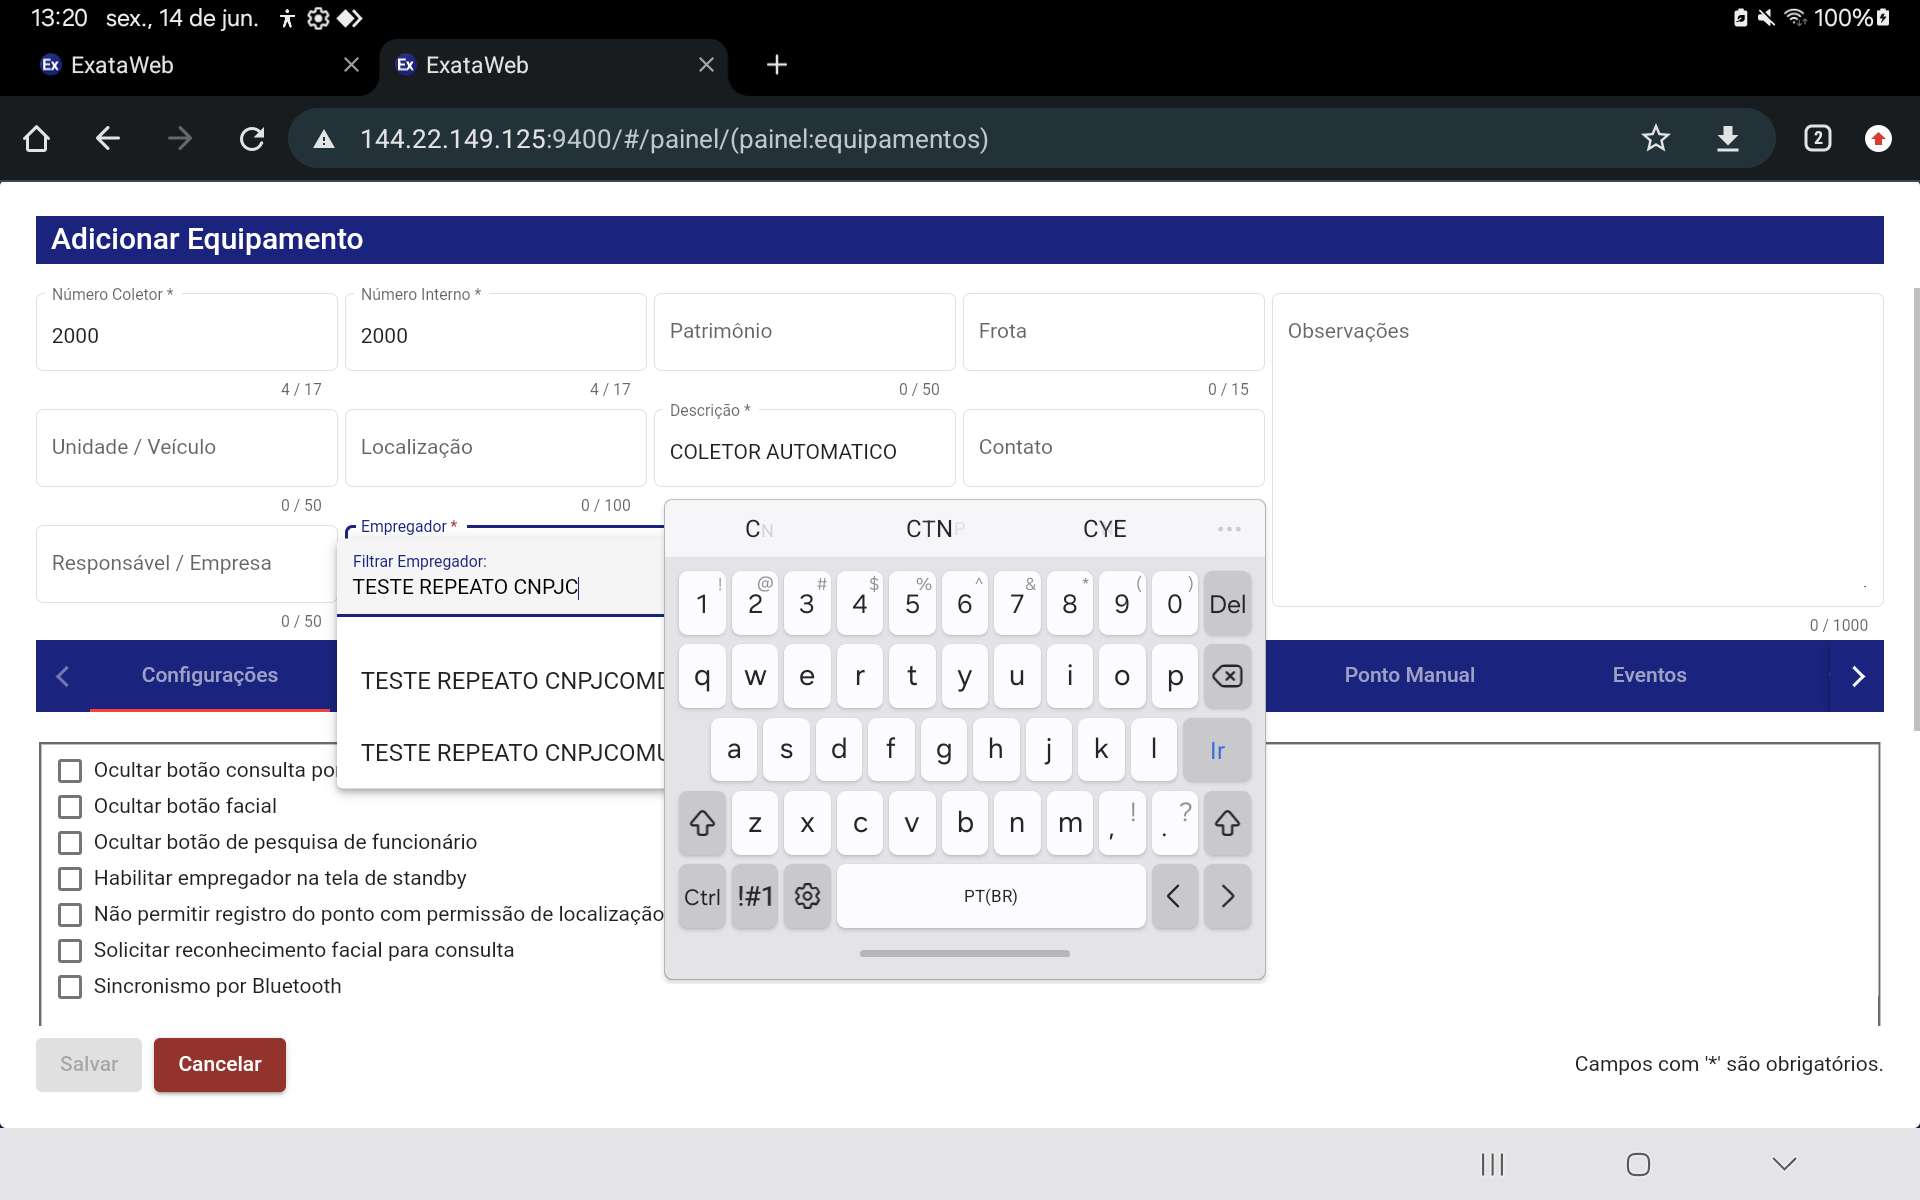 13:20 sex., 14 de jun. 100%
Ex ExataWeb
Ex ExataWeb
144.22.149.125:9400/#/painel/(painel:equipamentos)
2
Adicionar Equipamento
Número Coletor * Número Interno *
2000 2000 Patrimônio Frota Observações
4 / 17 4 / 17 0 / 50 0 / 15
Descrição *
Unidade / Veículo Localização COLETOR AUTOMATICO Contato
0 / 50 0 / 100
Empregador *
Responsável / Empresa
Filtrar Empregador:
TESTE REPEATO CNPJC
0 / 50 0 / 1000
Configurações Ponto Manual Eventos
TESTE REPEATO CNPJCOM
TESTE REPEATO CNPJCOMU
Ocultar botão consulta po
Ocultar botão facial
Ocultar botão de pesquisa de funcionário
Habilitar empregador na tela de standby
Não permitir registro do ponto com permissão de localização
Solicitar reconhecimento facial para consulta
Sincronismo por Bluetooth
CN CTNP CYE ...
! @ # $ % ^ & * ( )
1 2 3 4 5 6 7 8 9 0 Del
q w e r t y u i o p
a s d f g h j k l Ir
z x c v b n m , ! . ?
Ctrl !#1 PT(BR) < >
Salvar Cancelar Campos com '*' são obrigatórios.